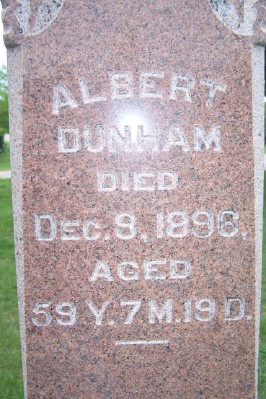 ALBERT
DUNHAM
DIED
DEC. 9, 1896.
AGED
59 Y. 7 M. 19 D.